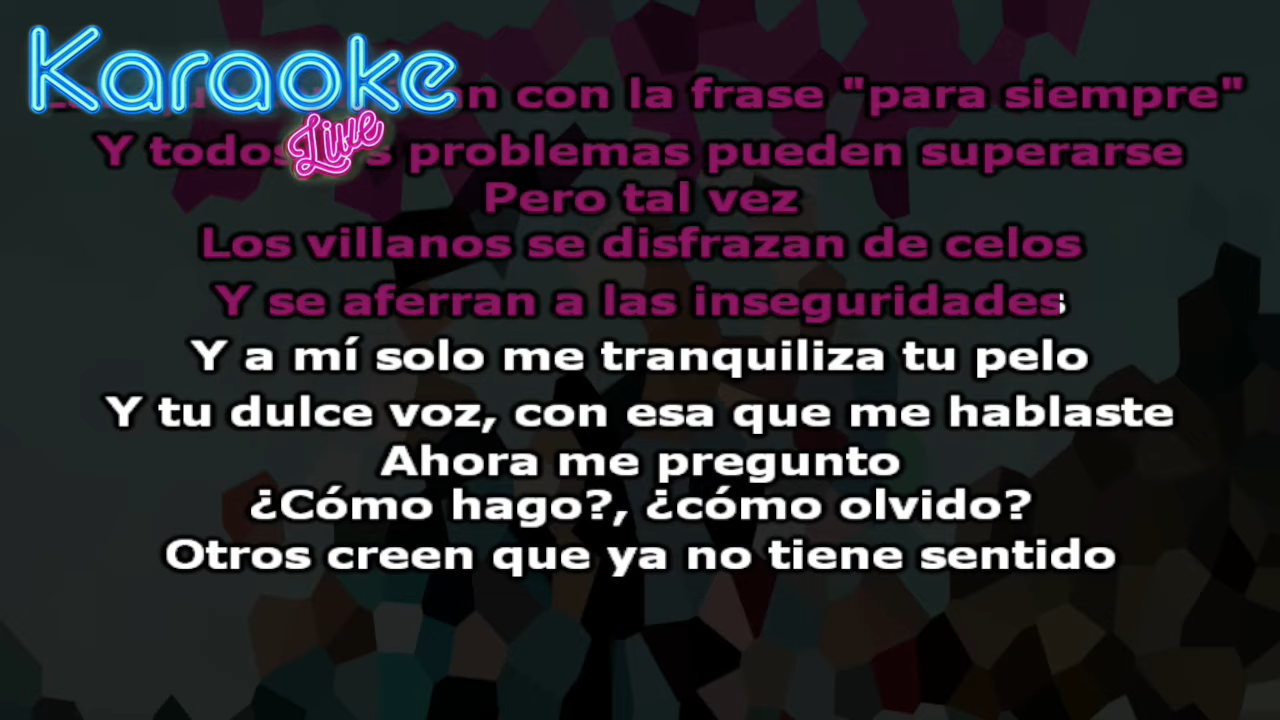 Karaoke
Live
con la frase "para siempre"
Y todos problemas pueden superarse
Pero tal vez
Los villanos se disfrazan de celos
Y se aferran a las inseguridades
Y a mí solo me tranquiliza tu pelo
Y tu dulce voz, con esa que me hablaste
Ahora me pregunto
¿Cómo hago?, ¿cómo olvido?
Otros creen que ya no tiene sentido